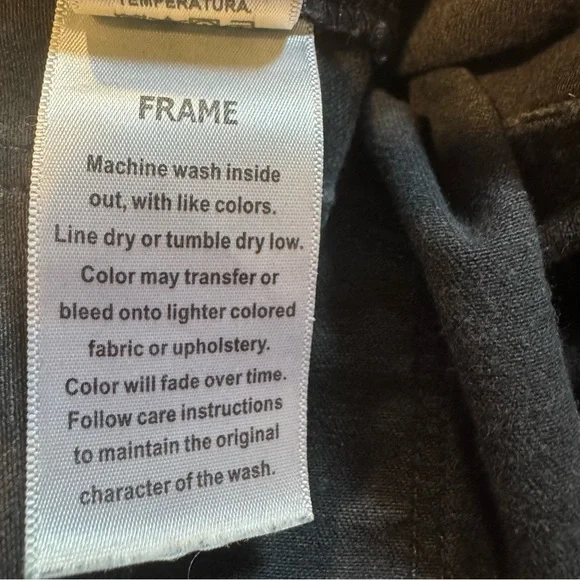 TEMPERATURA.
FRAME
Machine wash inside
out, with like colors.
Line dry or tumble dry low.
Color may transfer or
bleed onto lighter colored
fabric or upholstery.
Color will fade over time.
Follow care instructions
to maintain the original
character of the wash.